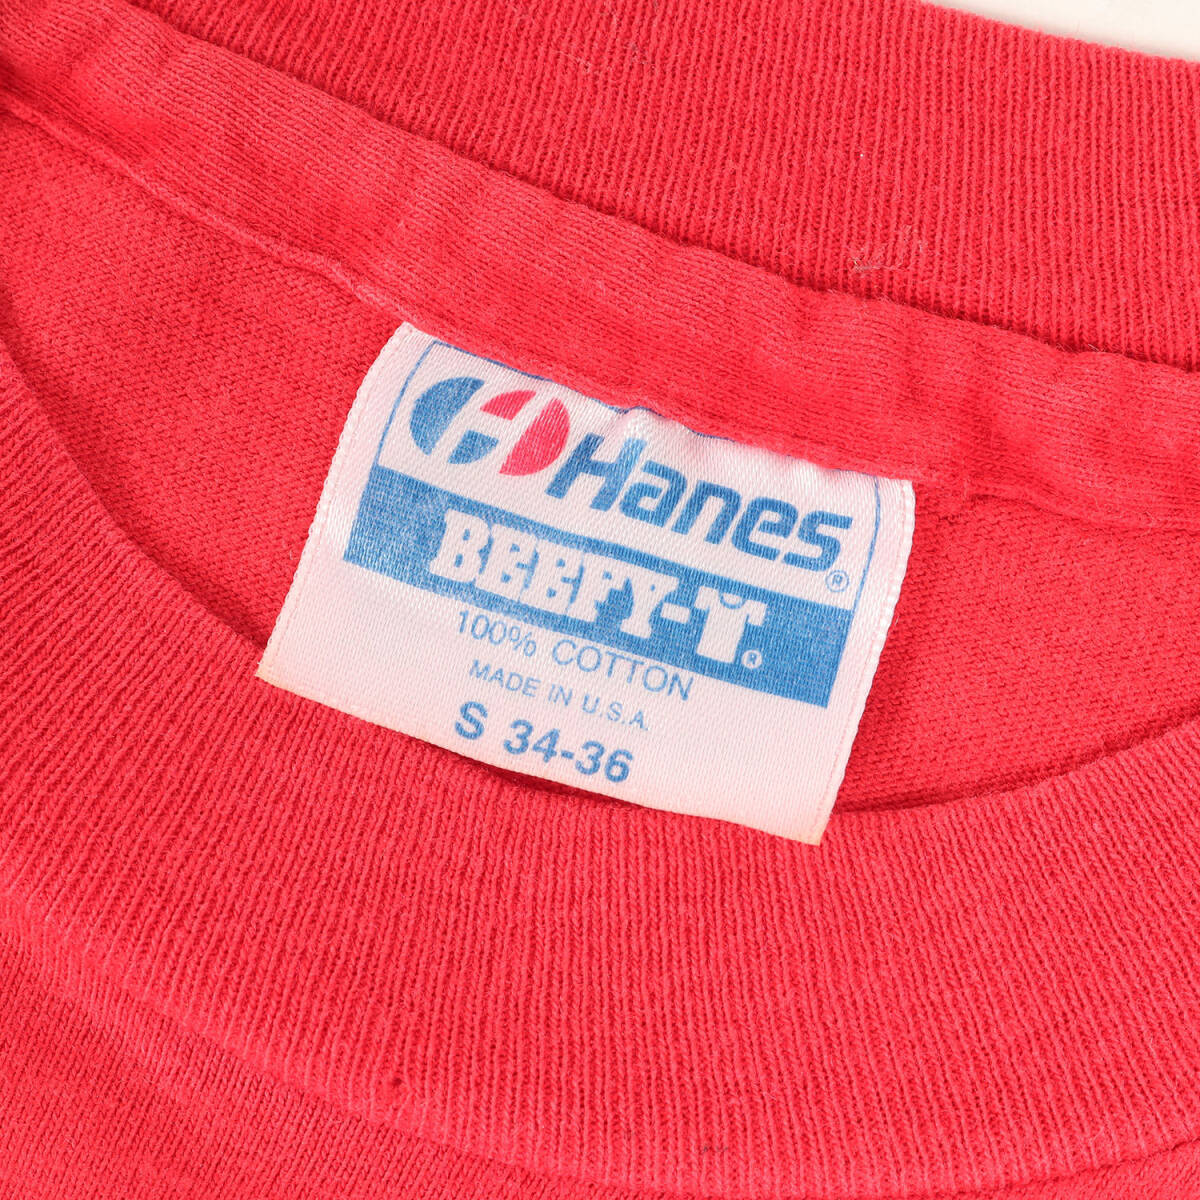 Hanes®
BEEFY-T®
100% COTTON
MADE IN U.S.A.
S 34-36